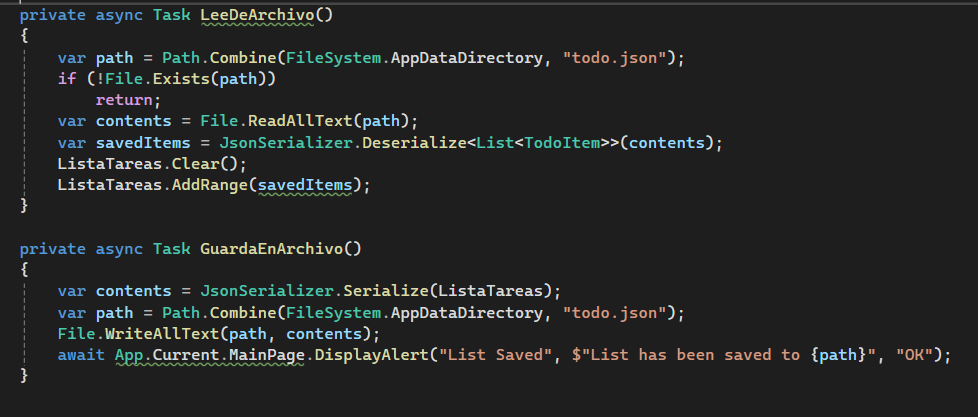 private async Task LeeDeArchivo()
{
    var path = Path.Combine(FileSystem.AppDataDirectory, "todo.json");
    if (!File.Exists(path))
        return;
    var contents = File.ReadAllText(path);
    var savedItems = JsonSerializer.Deserialize<List<TodoItem>>(contents);
    ListaTareas.Clear();
    ListaTareas.AddRange(savedItems);
}

private async Task GuardaEnArchivo()
{
    var contents = JsonSerializer.Serialize(ListaTareas);
    var path = Path.Combine(FileSystem.AppDataDirectory, "todo.json");
    File.WriteAllText(path, contents);
    await App.Current.MainPage.DisplayAlert("List Saved", $"List has been saved to {path}", "OK");
}